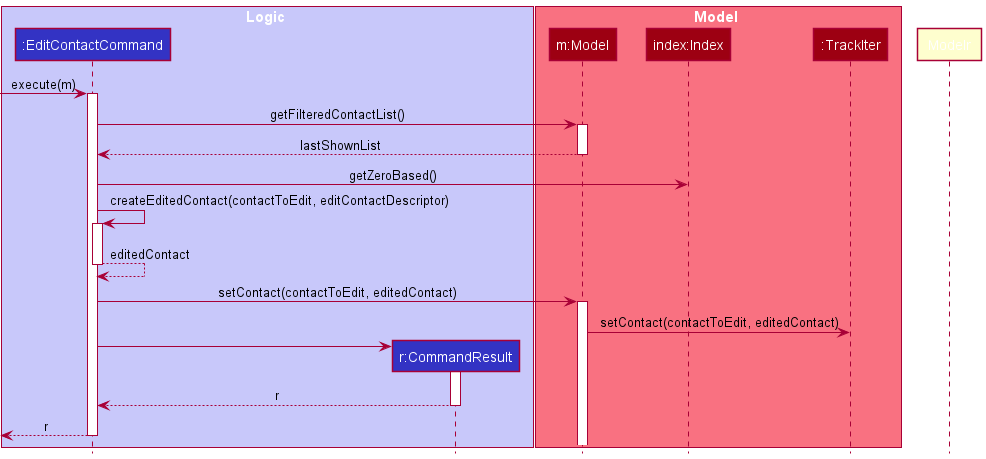 Logic
Model
:EditContactCommand
m:Model
index:Index
:TrackIter
execute(m)
getFilteredContactList()
lastShownList
getZeroBased()
createEditedContact(contactToEdit, editContactDescriptor)
editedContact
setContact(contactToEdit, editedContact)
setContact(contactToEdit, editedContact)
r:CommandResult
r
r